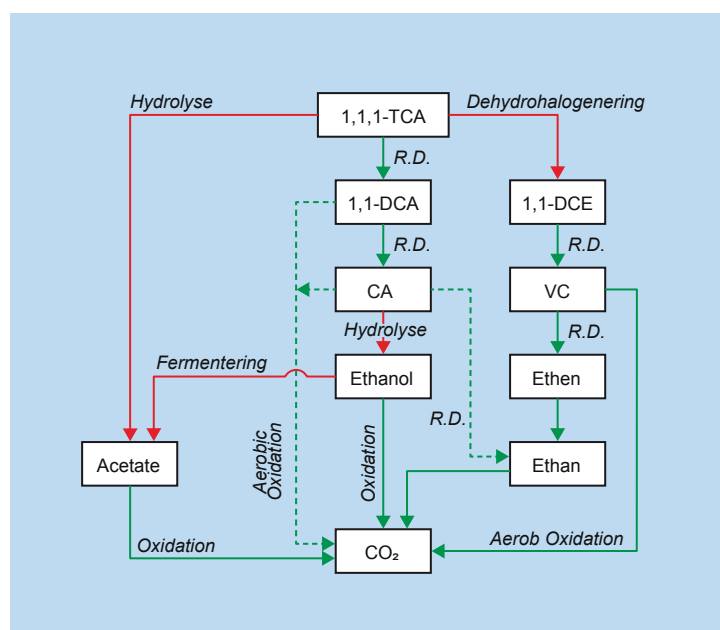 Hydrolyse
Dehydrohalogenering
1,1,1-TCA
R.D.
1,1-DCA
1,1-DCE
R.D.
R.D.
CA
VC
Hydrolyse
R.D.
Fermentering
Ethanol
Ethen
R.D.
Aerobic
Oxidation
Oxidation
Acetate
Ethan
Oxidation
CO₂
Aerob Oxidation